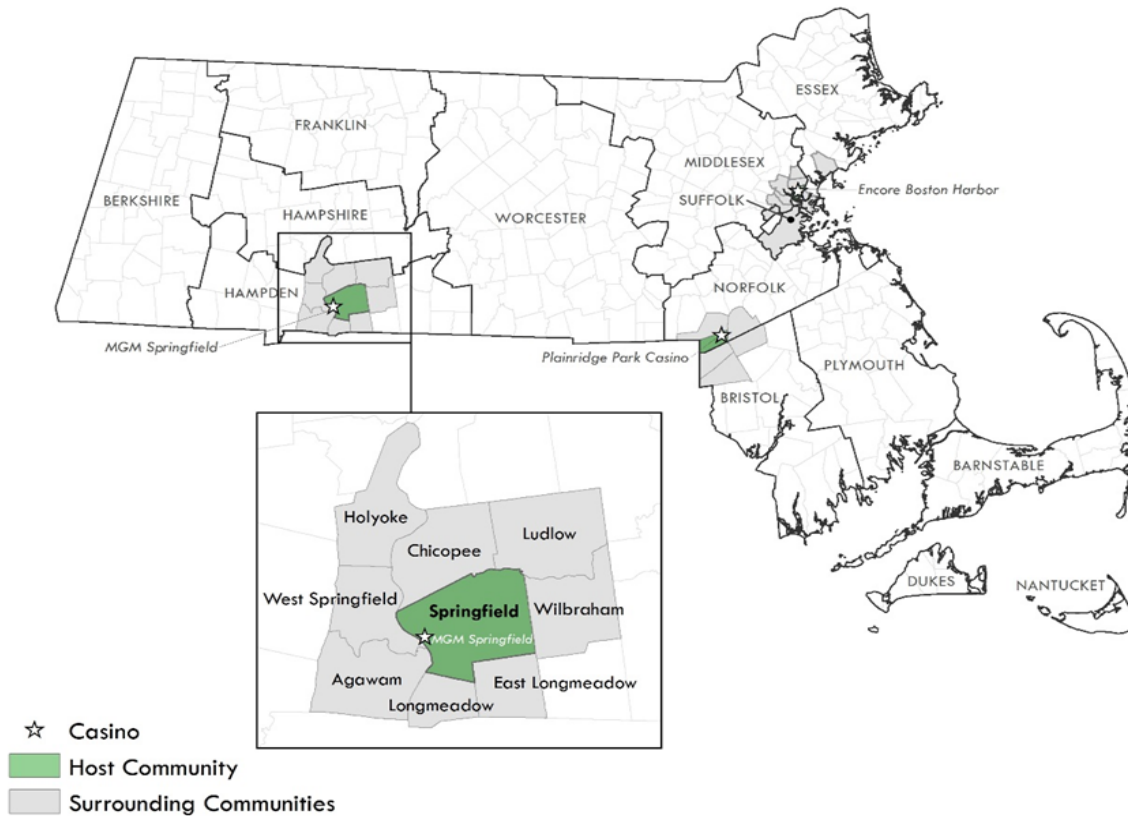 ESSEX
FRANKLIN
MIDDLESEX
BERKSHIRE
Encore Boston Harbor
SUFFOLK
HAMPSHIRE
WORCESTER
NORFOLK
HAMPDEN
MGM Springfield
Plainridge Park Casino
PLYMOUTH
BRISTOL
BARNSTABLE
DUKES
NANTUCKET
Holyoke
Ludlow
Chicopee
West Springfield
Springfield
Wilbraham
MGM Springfield
Agawam
East Longmeadow
Longmeadow
Casino
Host Community
Surrounding Communities